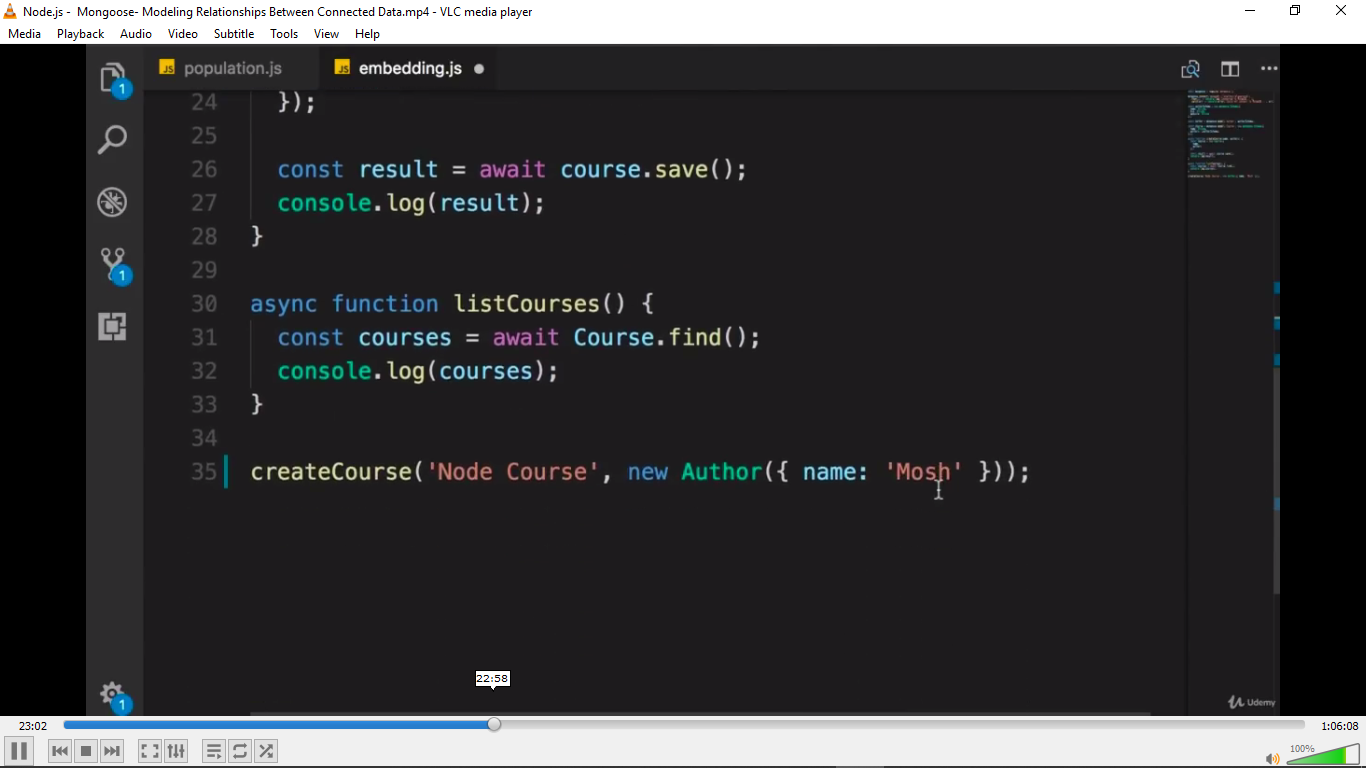 Node.js -  Mongoose- Modeling Relationships Between Connected Data.mp4 - VLC media player
Media Playback Audio Video Subtitle Tools View Help
JS population.js JS embedding.js
1
24 });
25
26 const result = await course.save();
27 console.log(result);
28 }
1
29
30 async function listCourses() {
31 const courses = await Course.find();
32 console.log(courses);
33 }
34
35 createCourse('Node Course', new Author({ name: 'Mosh' }));
22:58
1
Udemy
23:02 1:06:08
100%